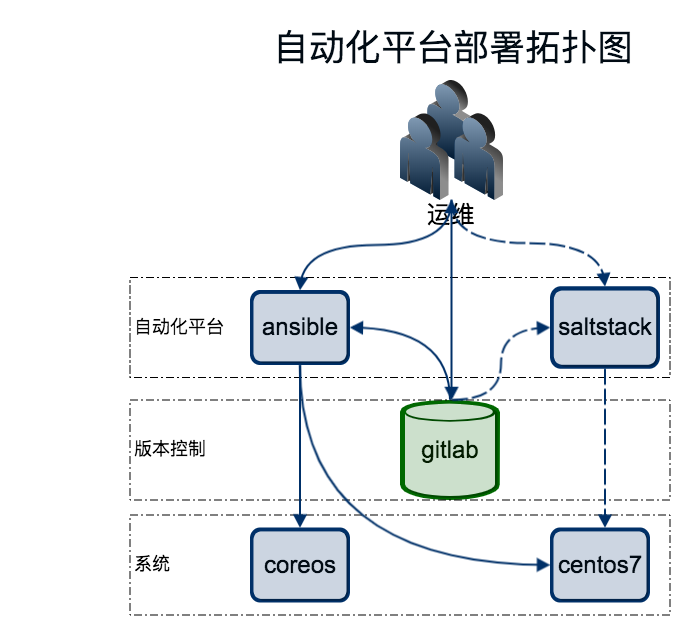 自动化平台部署拓扑图
运维
自动化平台
ansible
saltstack
版本控制
gitlab
系统
coreos
centos7